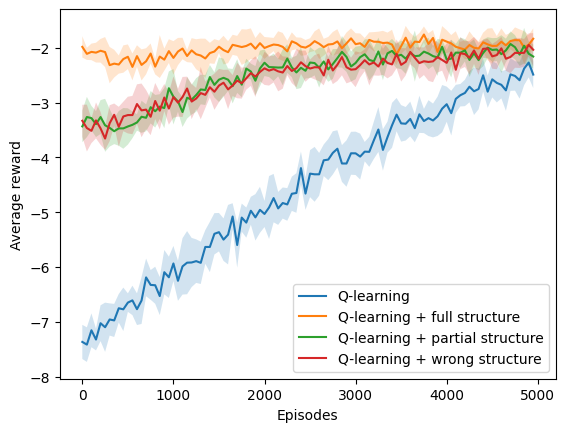 −2
−3
−4
−5
−6
−7
−8
Average reward
0 1000 2000 3000 4000 5000
Episodes
Q-learning
Q-learning + full structure
Q-learning + partial structure
Q-learning + wrong structure